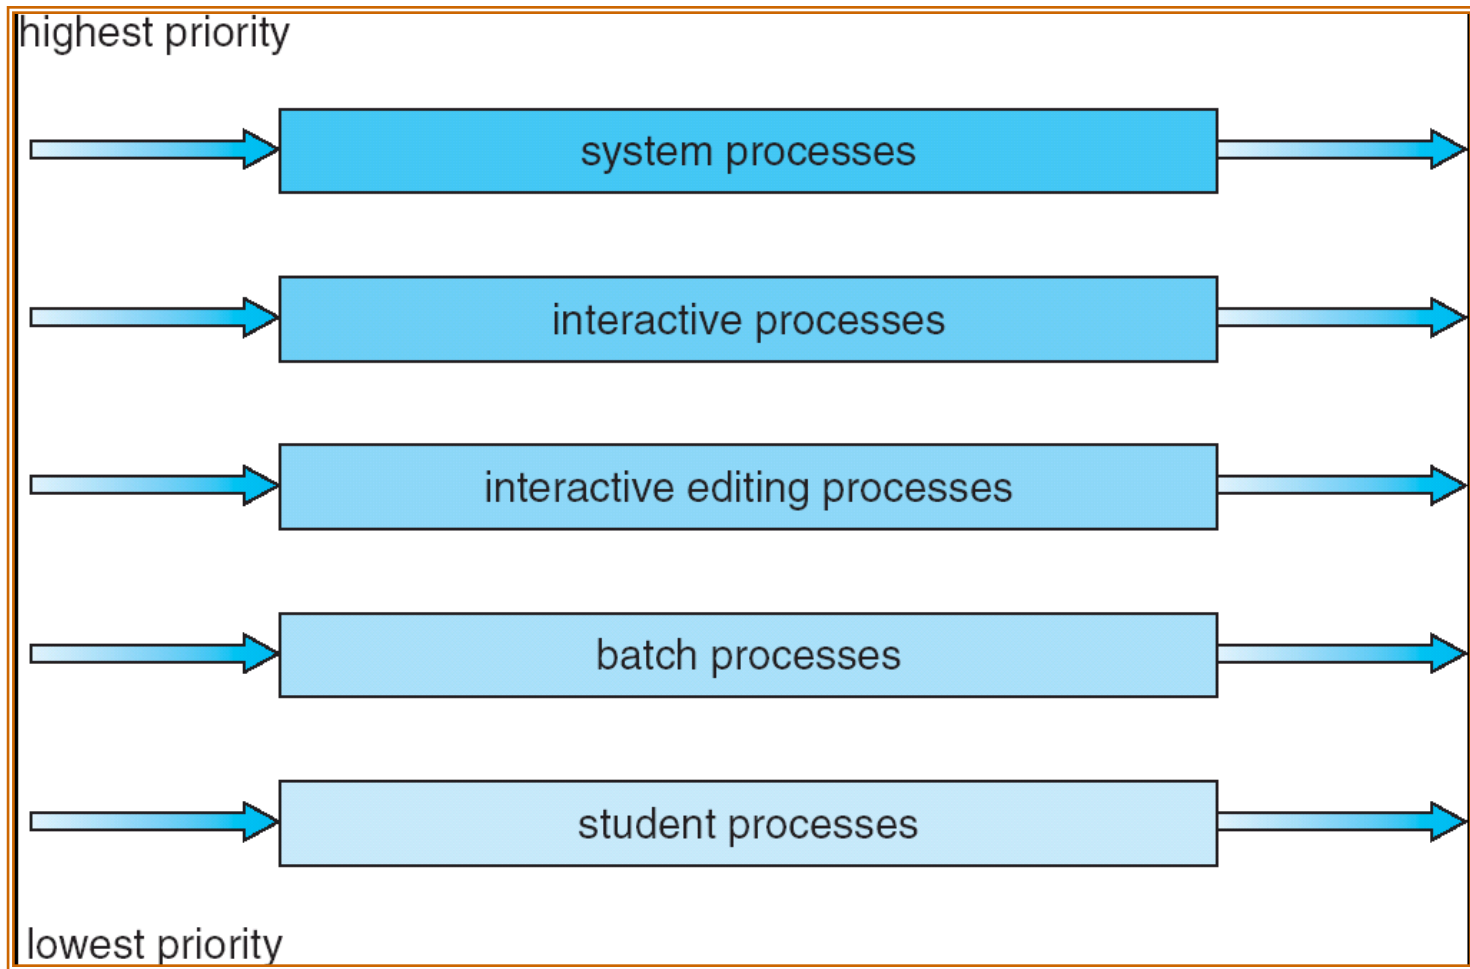 highest priority
system processes
interactive processes
interactive editing processes
batch processes
student processes
lowest priority